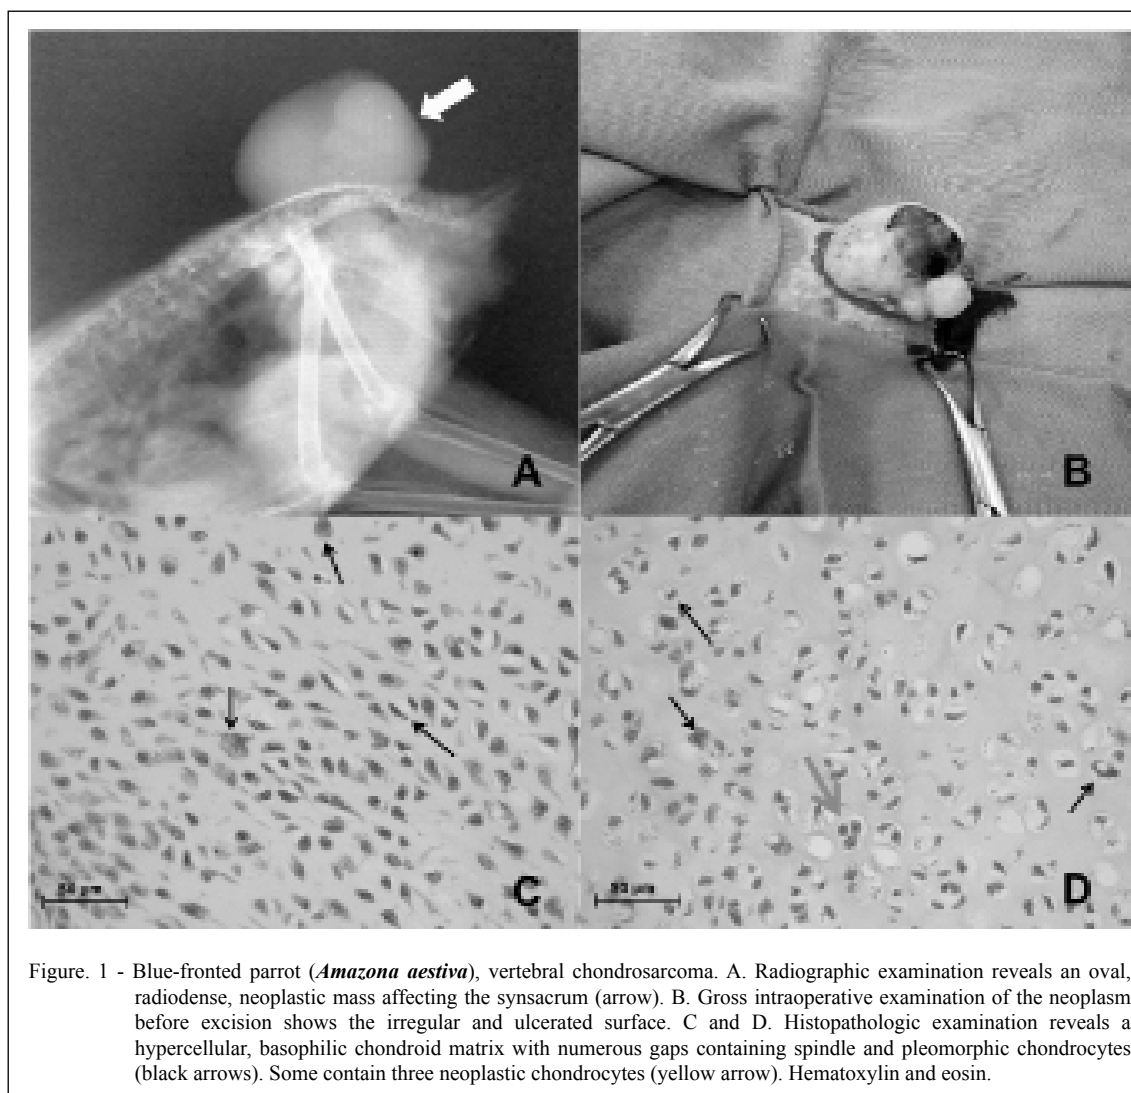 A
B
C
D
Figure. 1 - Blue-fronted parrot (Amazona aestiva), vertebral chondrosarcoma. A. Radiographic examination reveals an oval,
radiodense, neoplastic mass affecting the synsacrum (arrow). B. Gross intraoperative examination of the neoplasm
before excision shows the irregular and ulcerated surface. C and D. Histopathologic examination reveals a
hypercellular, basophilic chondroid matrix with numerous gaps containing spindle and pleomorphic chondrocytes
(black arrows). Some contain three neoplastic chondrocytes (yellow arrow). Hematoxylin and eosin.